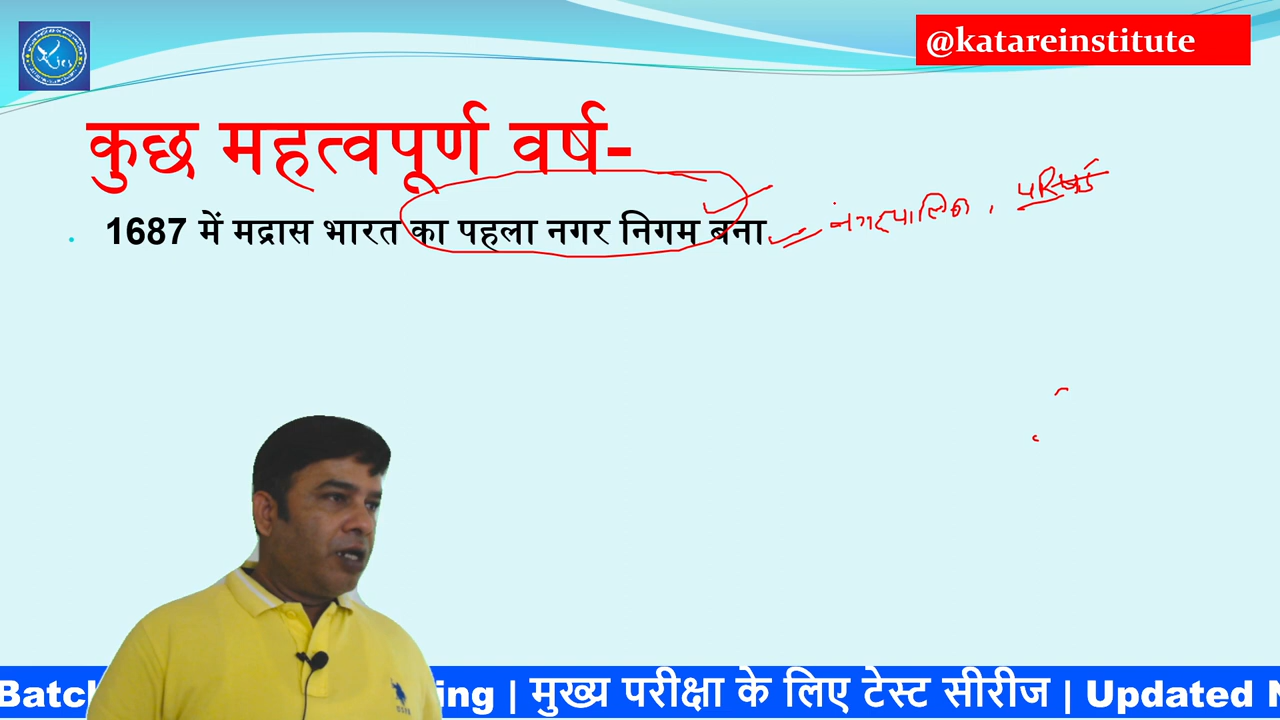 @katareinstitute
कुछ महत्वपूर्ण वर्ष-
1687 में मद्रास भारत का पहला नगर निगम बना
नगरपालिका,
Batch ing | मुख्य परीक्षा के लिए टेस्ट सीरीज | Updated N